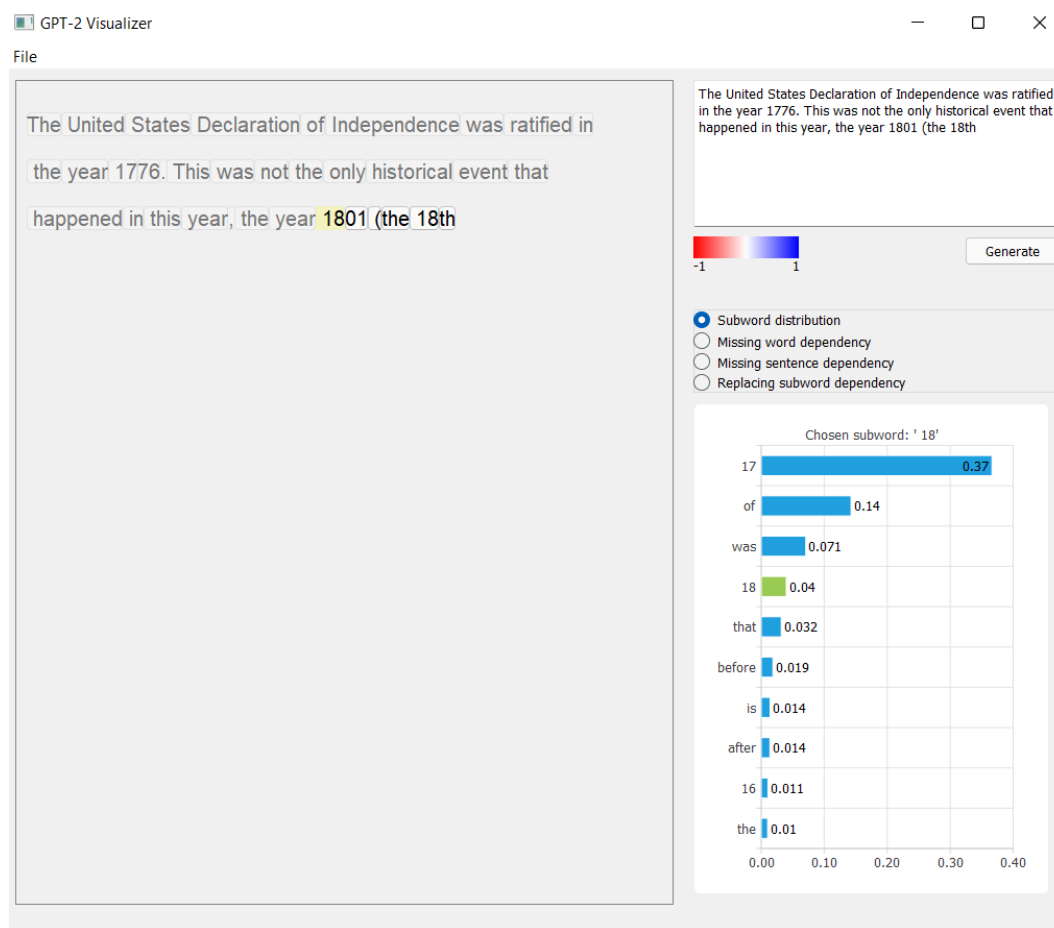 GPT-2 Visualizer
File
The United States Declaration of Independence was ratified in
the year 1776. This was not the only historical event that
happened in this year, the year 1801 (the 18th
The United States Declaration of Independence was ratified
in the year 1776. This was not the only historical event that
happened in this year, the year 1801 (the 18th
-1 1
Generate
Subword distribution
Missing word dependency
Missing sentence dependency
Replacing subword dependency
Chosen subword: ' 18'
17 0.37
of 0.14
was 0.071
18 0.04
that 0.032
before 0.019
is 0.014
after 0.014
16 0.011
the 0.01
0.00 0.10 0.20 0.30 0.40